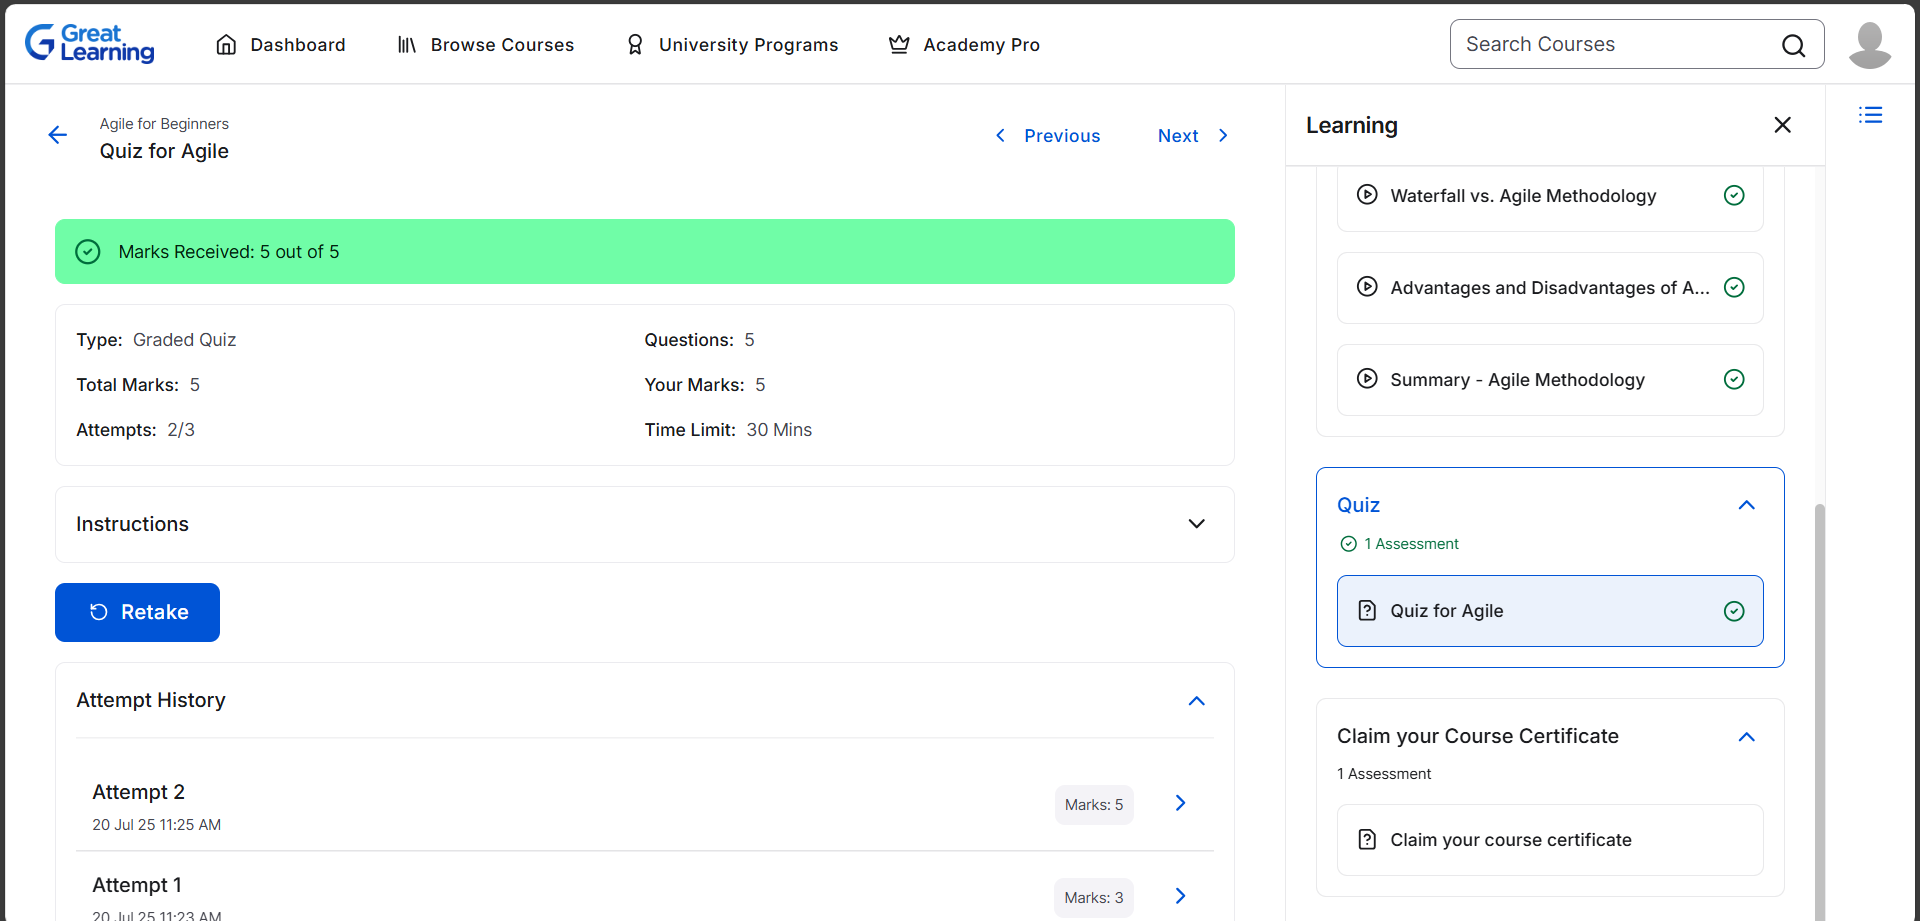 Great Learning
Dashboard
Browse Courses
University Programs
Academy Pro
Search Courses
Agile for Beginners
Quiz for Agile
Previous
Next
Marks Received: 5 out of 5
Type: Graded Quiz
Questions: 5
Total Marks: 5
Your Marks: 5
Attempts: 2/3
Time Limit: 30 Mins
Instructions
Retake
Attempt History
Attempt 2
20 Jul 25 11:25 AM
Marks: 5
Attempt 1
20 Jul 25 11:23 AM
Marks: 3
Learning
Waterfall vs. Agile Methodology
Advantages and Disadvantages of A...
Summary - Agile Methodology
Quiz
1 Assessment
Quiz for Agile
Claim your Course Certificate
1 Assessment
Claim your course certificate